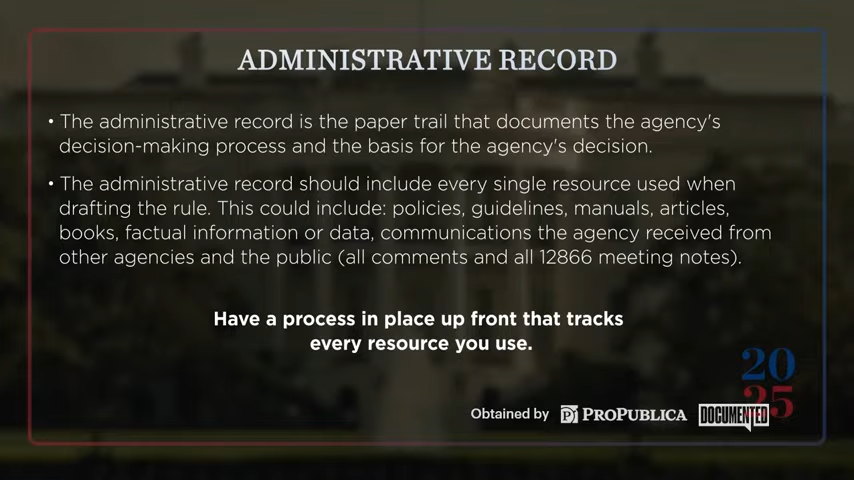 ADMINISTRATIVE RECORD
• The administrative record is the paper trail that documents the agency's
decision-making process and the basis for the agency's decision.
• The administrative record should include every single resource used when
drafting the rule. This could include: policies, guidelines, manuals, articles,
books, factual information or data, communications the agency received from
other agencies and the public (all comments and all 12866 meeting notes).
Have a process in place up front that tracks
every resource you use.
20
25
Obtained by PROPUBLICA DOCUMENTED